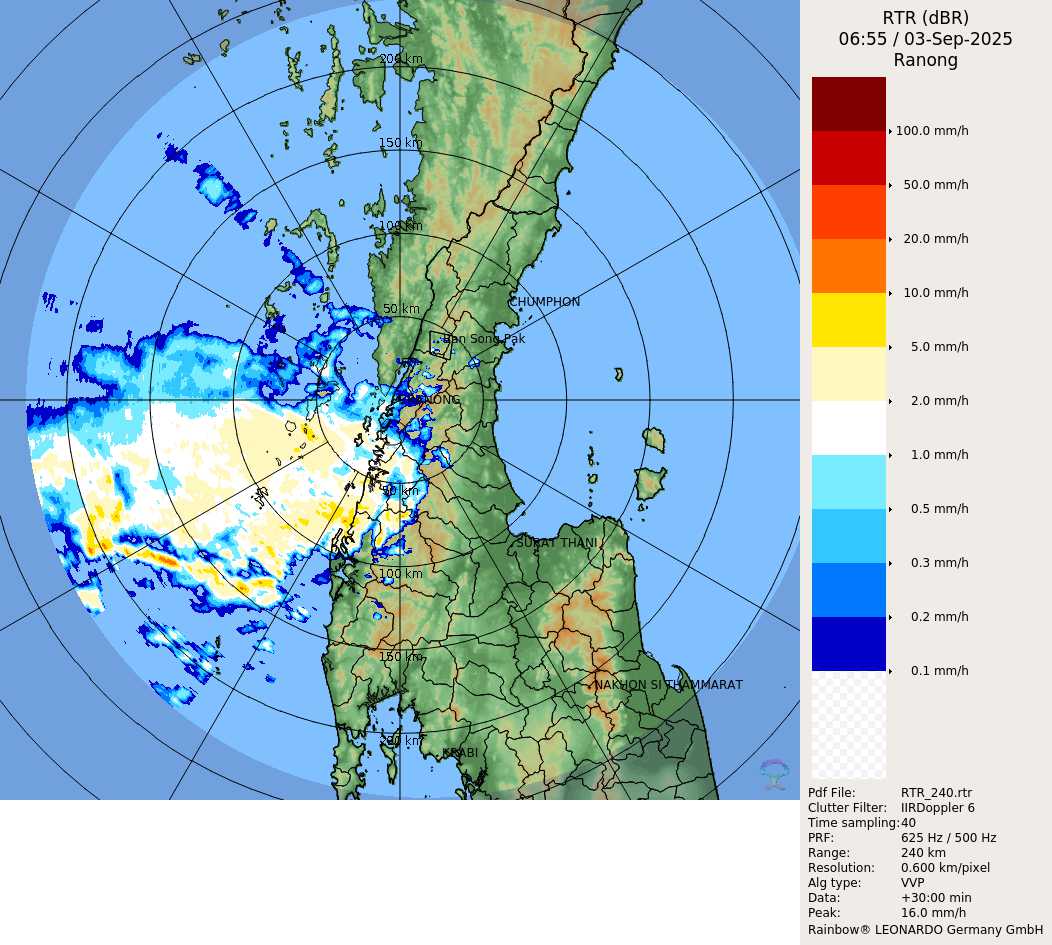 RTR (dBR)
06:55 / 03-Sep-2025
Ranong
200 km
150 km
100 km
50 km
CHUMPHON
Ban Song Pak
RANONG
50 km
SURAT THANI
100 km
150 km
NAKHON SI THAMMARAT
200 km
KRABI
100.0 mm/h
50.0 mm/h
20.0 mm/h
10.0 mm/h
5.0 mm/h
2.0 mm/h
1.0 mm/h
0.5 mm/h
0.3 mm/h
0.2 mm/h
0.1 mm/h
Pdf File: RTR_240.rtr
Clutter Filter: IIRDoppler 6
Time sampling:40
PRF: 625 Hz / 500 Hz
Range: 240 km
Resolution: 0.600 km/pixel
Alg type: VVP
Data: +30:00 min
Peak: 16.0 mm/h
Rainbow® LEONARDO Germany GmbH